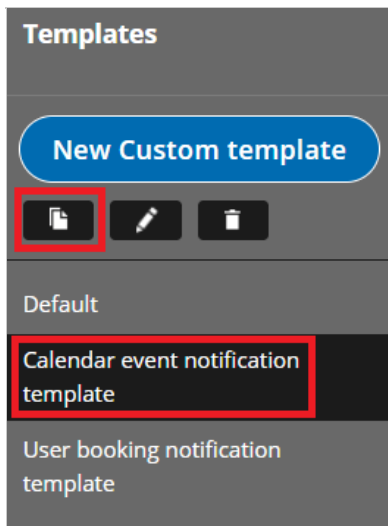 Templates
New Custom template
Default
Calendar event notification
template
User booking notification
template